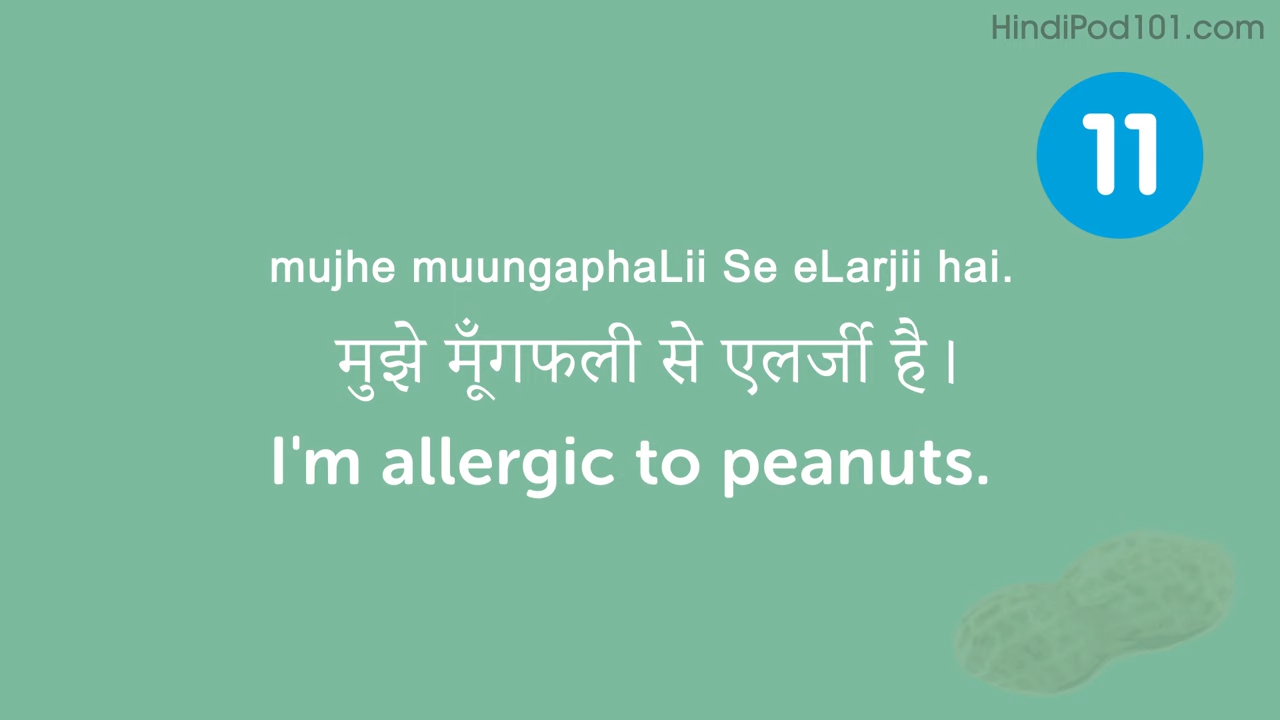 HindiPod101.com
11
mujhe muungaphaLii Se eLarjii hai.
मुझे मूँगफली से एलर्जी है।
I'm allergic to peanuts.